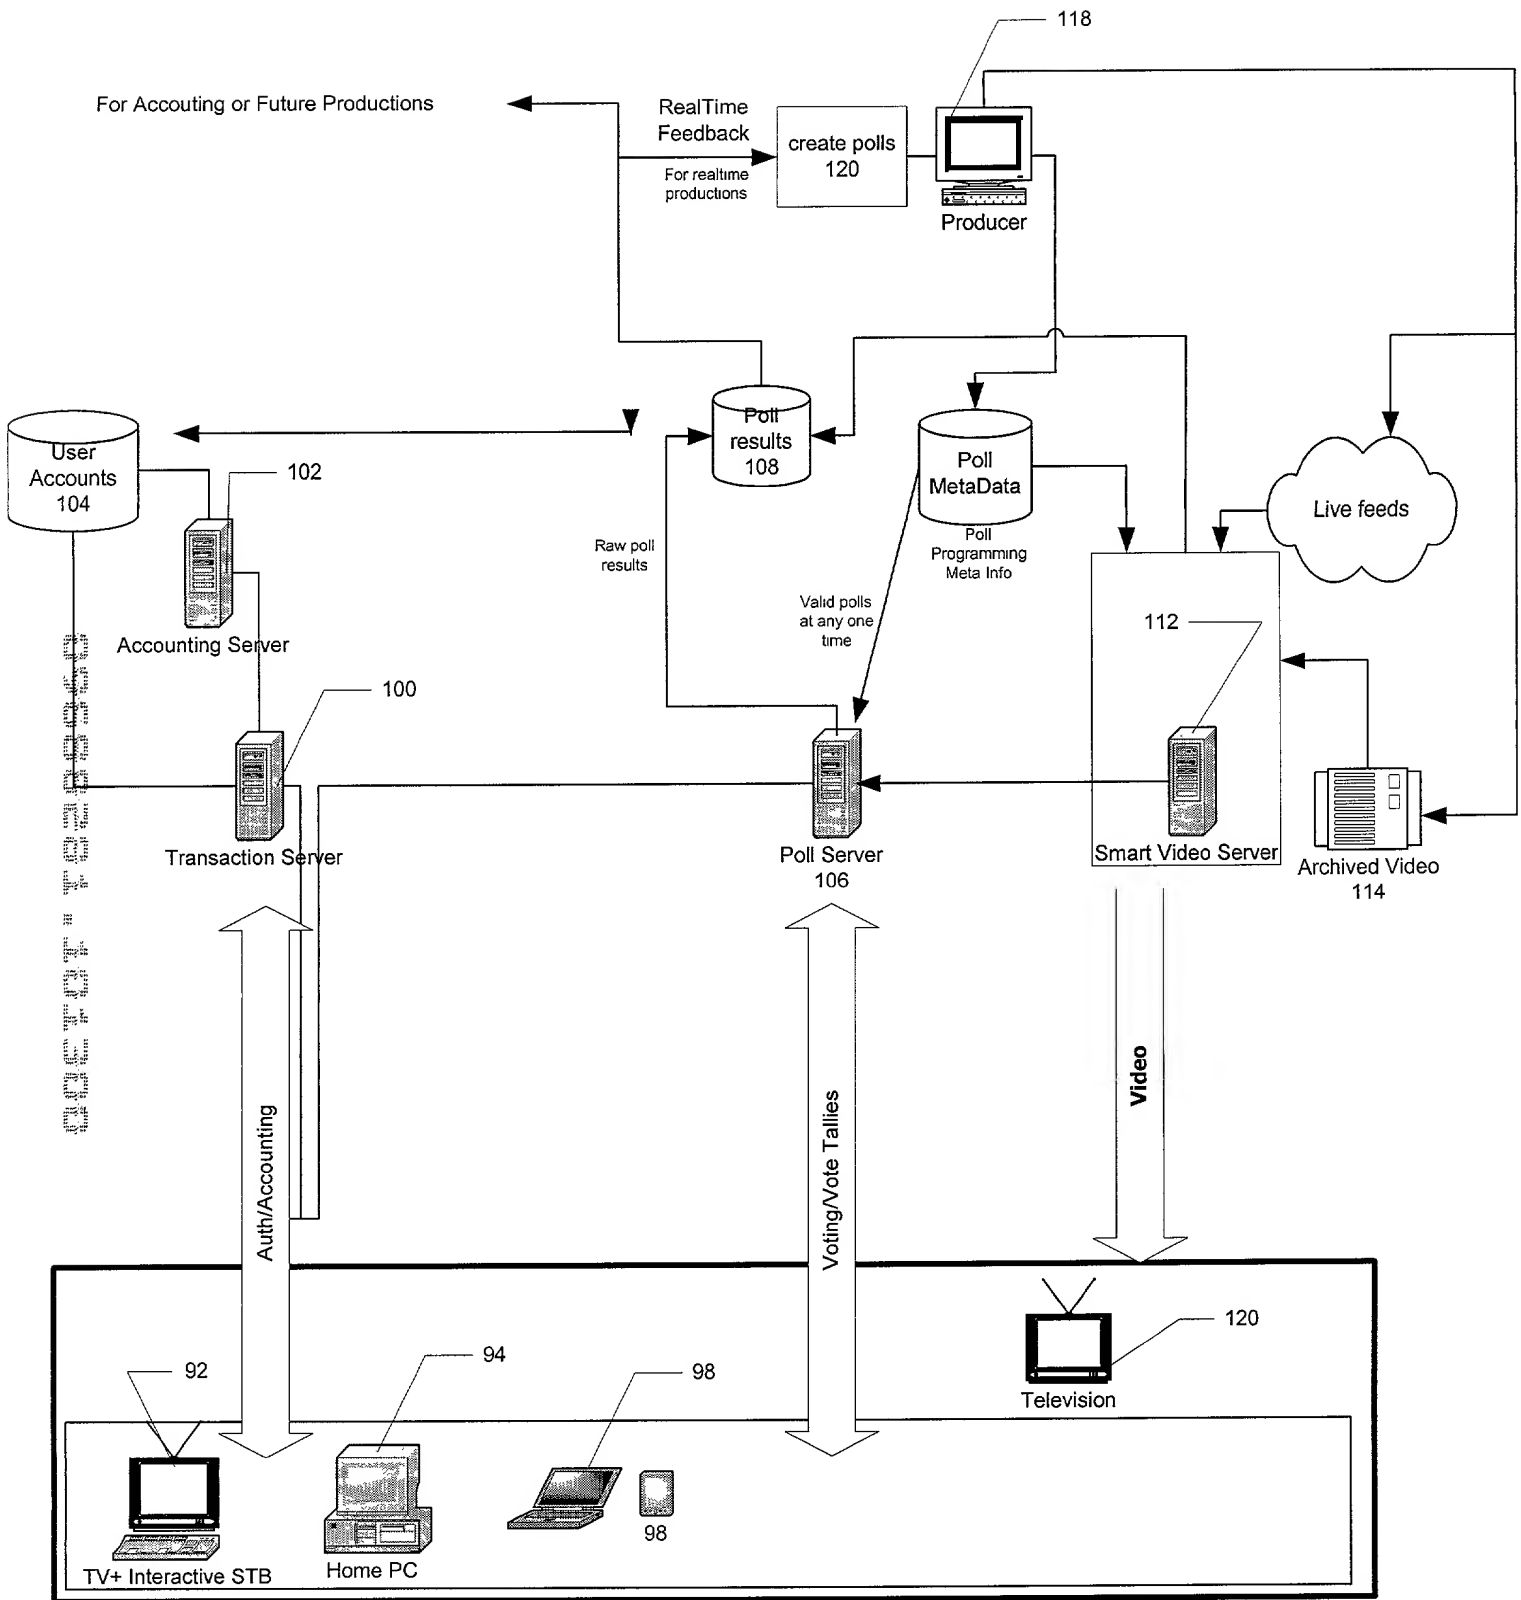 118
For Accouting or Future Productions
RealTime
Feedback
For realtime
productions
create polls
120
Producer
User
Accounts
104
102
Poll
results
108
Poll
MetaData
Poll
Programming
Meta Info
Live feeds
Raw poll
results
Valid polls
at any one
time
112
Accounting Server
100
Transaction Server
Poll Server
106
Smart Video Server
Archived Video
114
Auth/Accounting
Voting/Vote Tallies
Video
120
Television
92
94
98
98
TV+ Interactive STB
Home PC